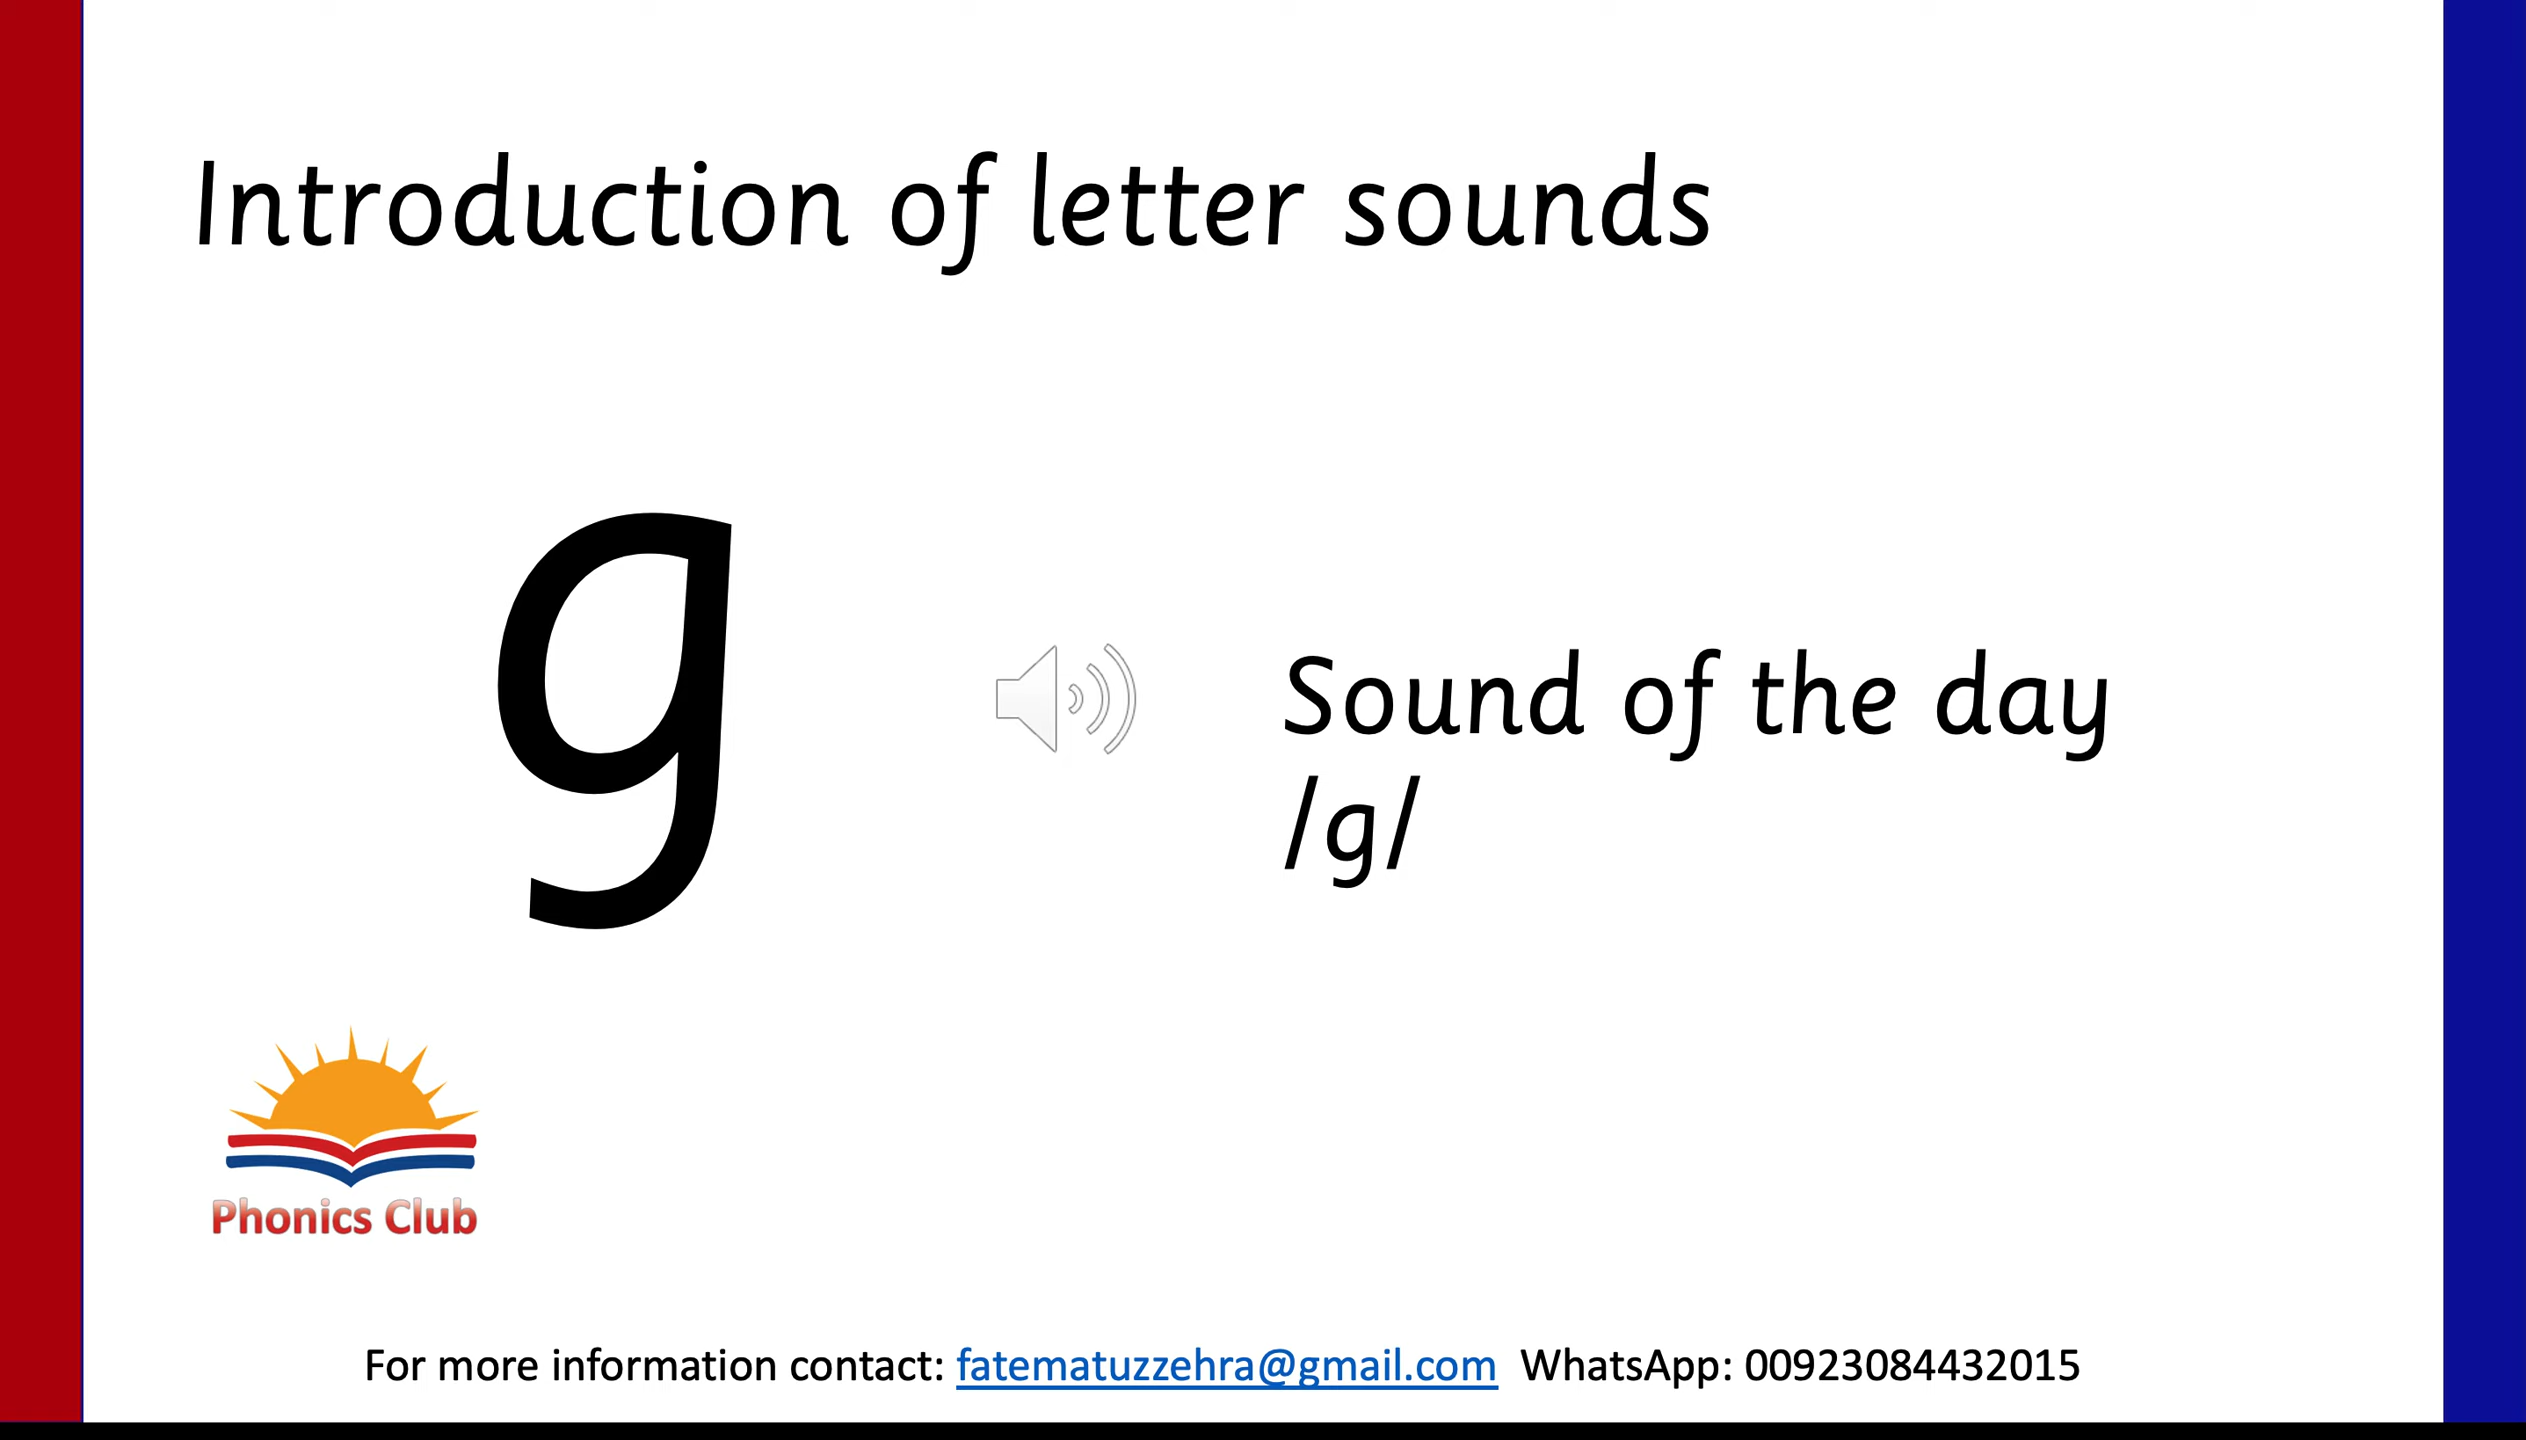 Introduction of letter sounds
g
Sound of the day
/g/
Phonics Club
For more information contact: fatematuzzehra@gmail.com WhatsApp: 00923084432015